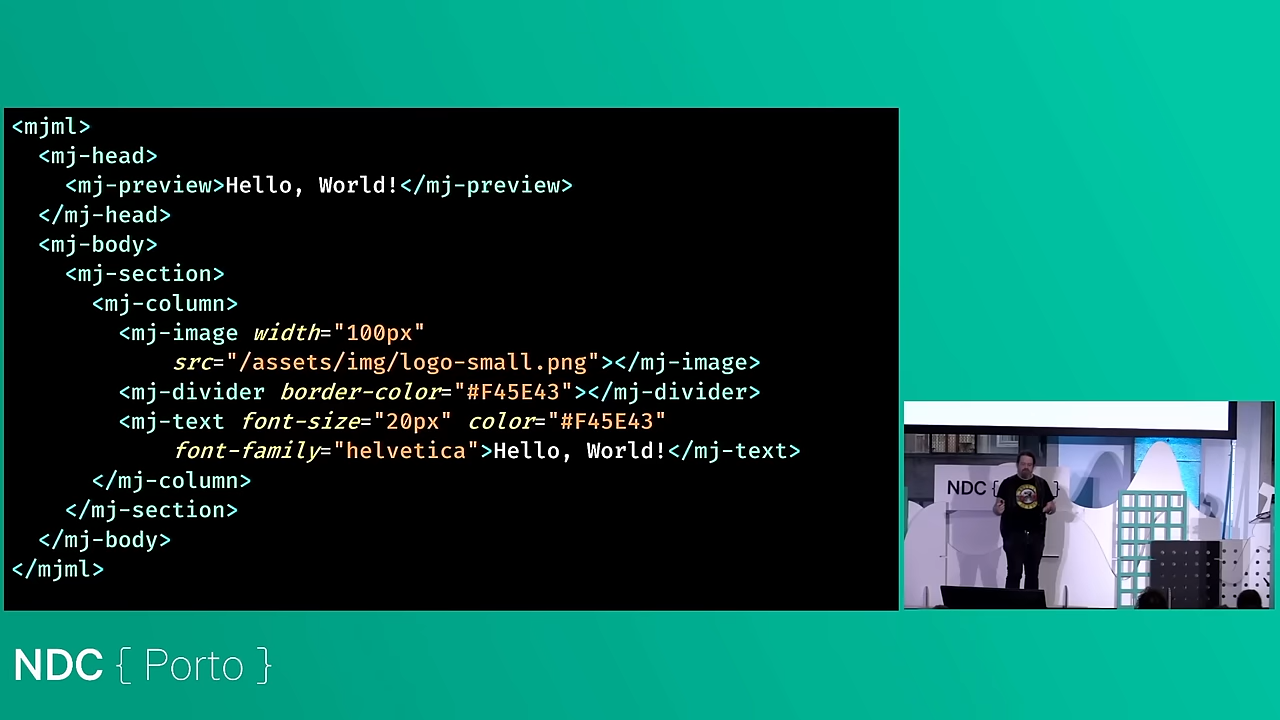 <mjml>
  <mj-head>
    <mj-preview>Hello, World!</mj-preview>
  </mj-head>
  <mj-body>
    <mj-section>
      <mj-column>
        <mj-image width="100px"
            src="/assets/img/logo-small.png"></mj-image>
        <mj-divider border-color="#F45E43"></mj-divider>
        <mj-text font-size="20px" color="#F45E43"
            font-family="helvetica">Hello, World!</mj-text>
      </mj-column>
    </mj-section>
  </mj-body>
</mjml>
NDC { }
NDC { Porto }